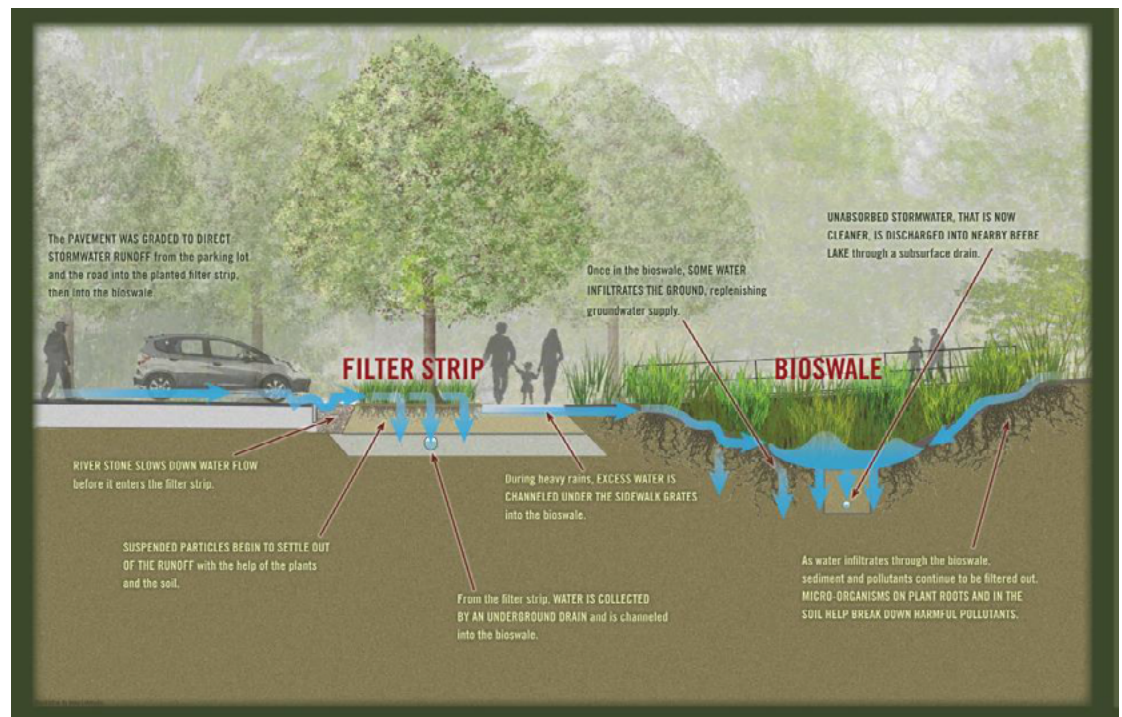 The PAVEMENT WAS GRADED TO DIRECT
STORMWATER RUNOFF from the parking lot
and the road into the planted filter strip,
then into the bioswale.
UNABSORBED STORMWATER, THAT IS NOW
CLEANER, IS DISCHARGED INTO NEARBY BEEBE
LAKE through a subsurface drain.
Once in the bioswale, SOME WATER
INFILTRATES THE GROUND, replenishing
groundwater supply.
FILTER STRIP
BIOSWALE
RIVER STONE SLOWS DOWN WATER FLOW
before it enters the filter strip.
During heavy rains, EXCESS WATER IS
CHANNELED UNDER THE SIDEWALK GRATES
into the bioswale.
SUSPENDED PARTICLES BEGIN TO SETTLE OUT
OF THE RUNOFF with the help of the plants
and the soil.
From the filter strip, WATER IS COLLECTED
BY AN UNDERGROUND DRAIN and is channeled
into the bioswale.
As water infiltrates through the bioswale,
sediment and pollutants continue to be filtered out.
MICRO-ORGANISMS ON PLANT ROOTS AND IN THE
SOIL HELP BREAK DOWN HARMFUL POLLUTANTS.